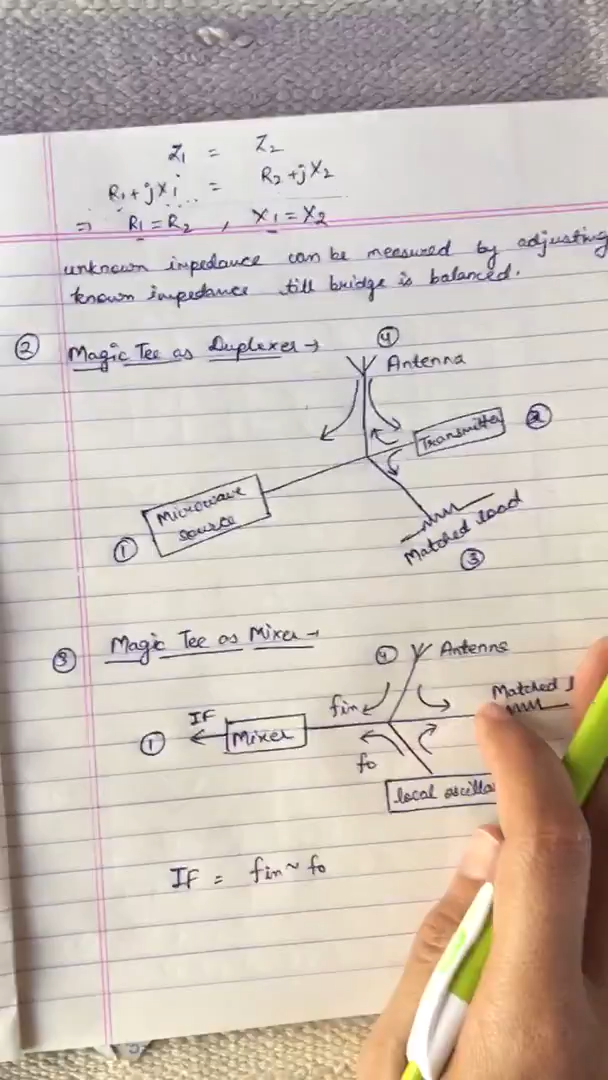 Z1 = Z2
R1 + jX1 = R2 + jX2
⇒ R1 = R2 , X1 = X2
unknown impedance can be measured by adjusting
known impedance till bridge is balanced.
② Magic Tee as Duplexer →
④
Antenna
Transmitter ②
Microwave
source
①
Matched load
③
③ Magic Tee as Mixer →
④ Antenna
Matched
fin
IF
① Mixer
fo
local
IF = fin ~ fo